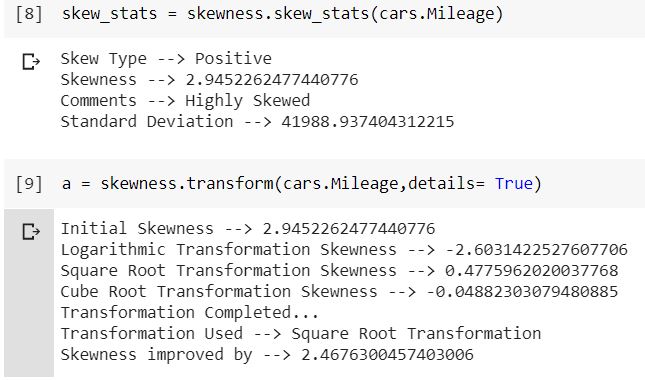 [8] skew_stats = skewness.skew_stats(cars.Mileage)
Skew Type --> Positive
Skewness --> 2.9452262477440776
Comments --> Highly Skewed
Standard Deviation --> 41988.937404312215
[9] a = skewness.transform(cars.Mileage,details= True)
Initial Skewness --> 2.9452262477440776
Logarithmic Transformation Skewness --> -2.6031422527607706
Square Root Transformation Skewness --> 0.4775962020037768
Cube Root Transformation Skewness --> -0.04882303079480885
Transformation Completed...
Transformation Used --> Square Root Transformation
Skewness improved by --> 2.4676300457403006